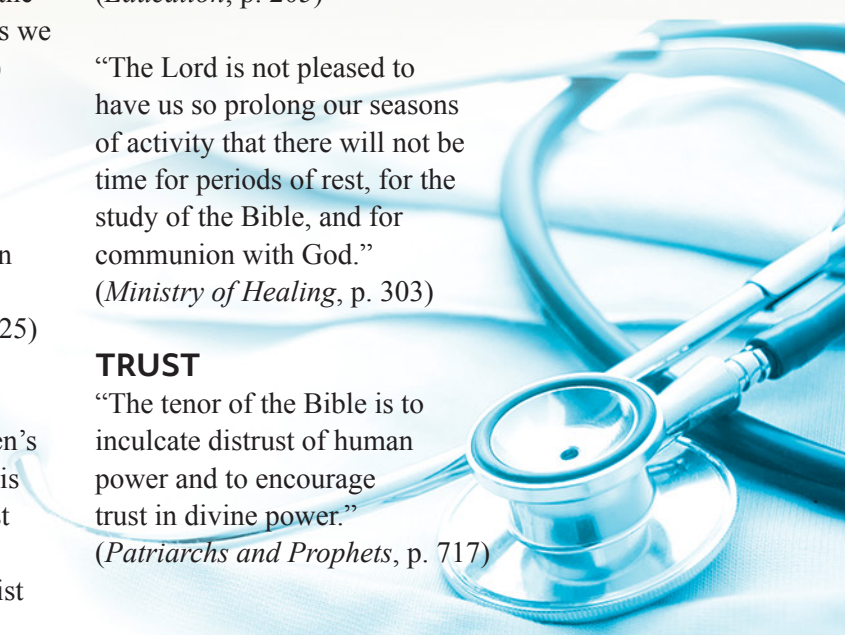 s we
25)
n
en's
is
t
ist
"The Lord is not pleased to
have us so prolong our seasons
of activity that there will not be
time for periods of rest, for the
study of the Bible, and for
communion with God."
(Ministry of Healing, p. 303)
TRUST
"The tenor of the Bible is to
inculcate distrust of human
power and to encourage
trust in divine power."
(Patriarchs and Prophets, p. 717)